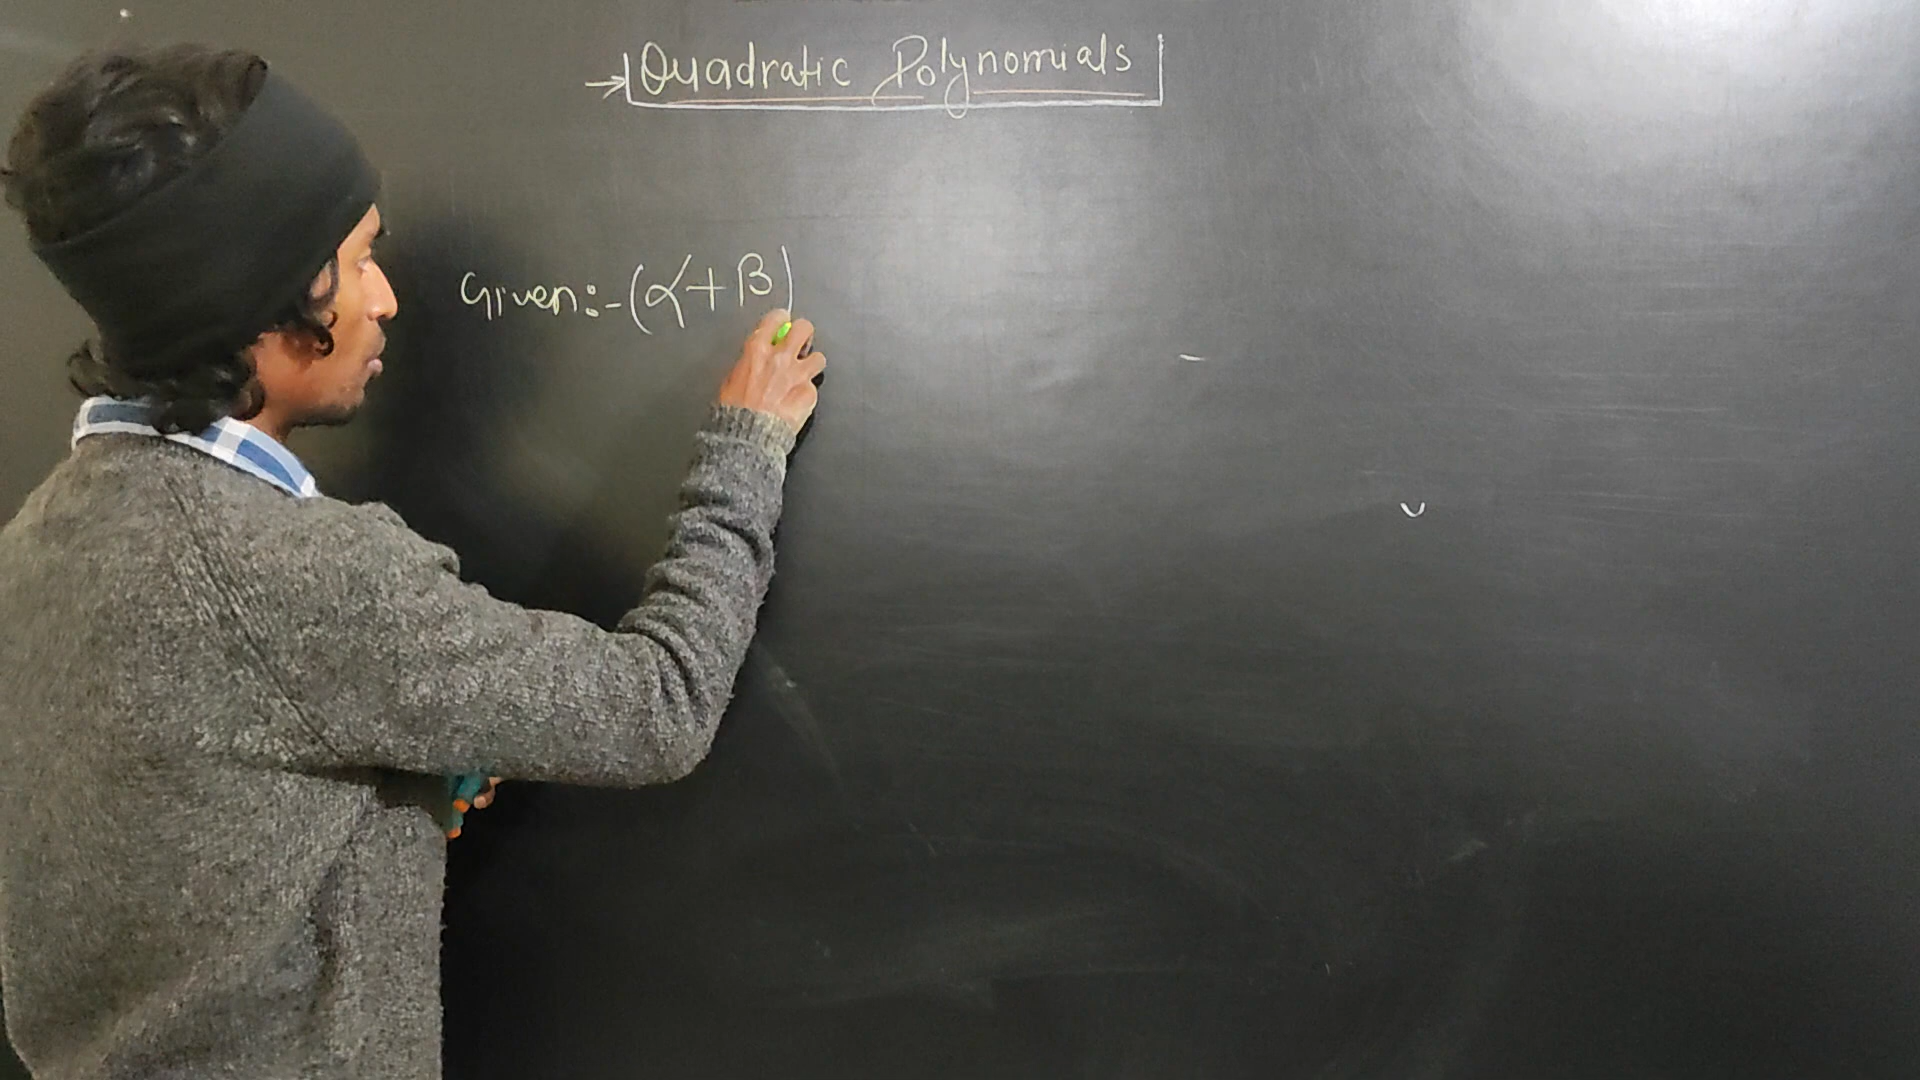 → Quadratic Polynomials
Given:- (α+β)